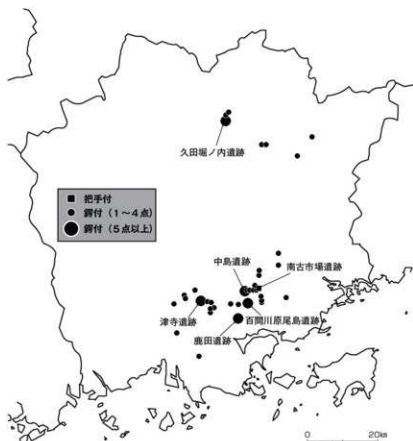 久田堀ノ内遺跡
■ 把手付
● 鍔付（1～4点）
● 鍔付（5点以上）
中島遺跡
南古市場遺跡
津寺遺跡
百間川原尾島遺跡
鹿田遺跡
0 20km